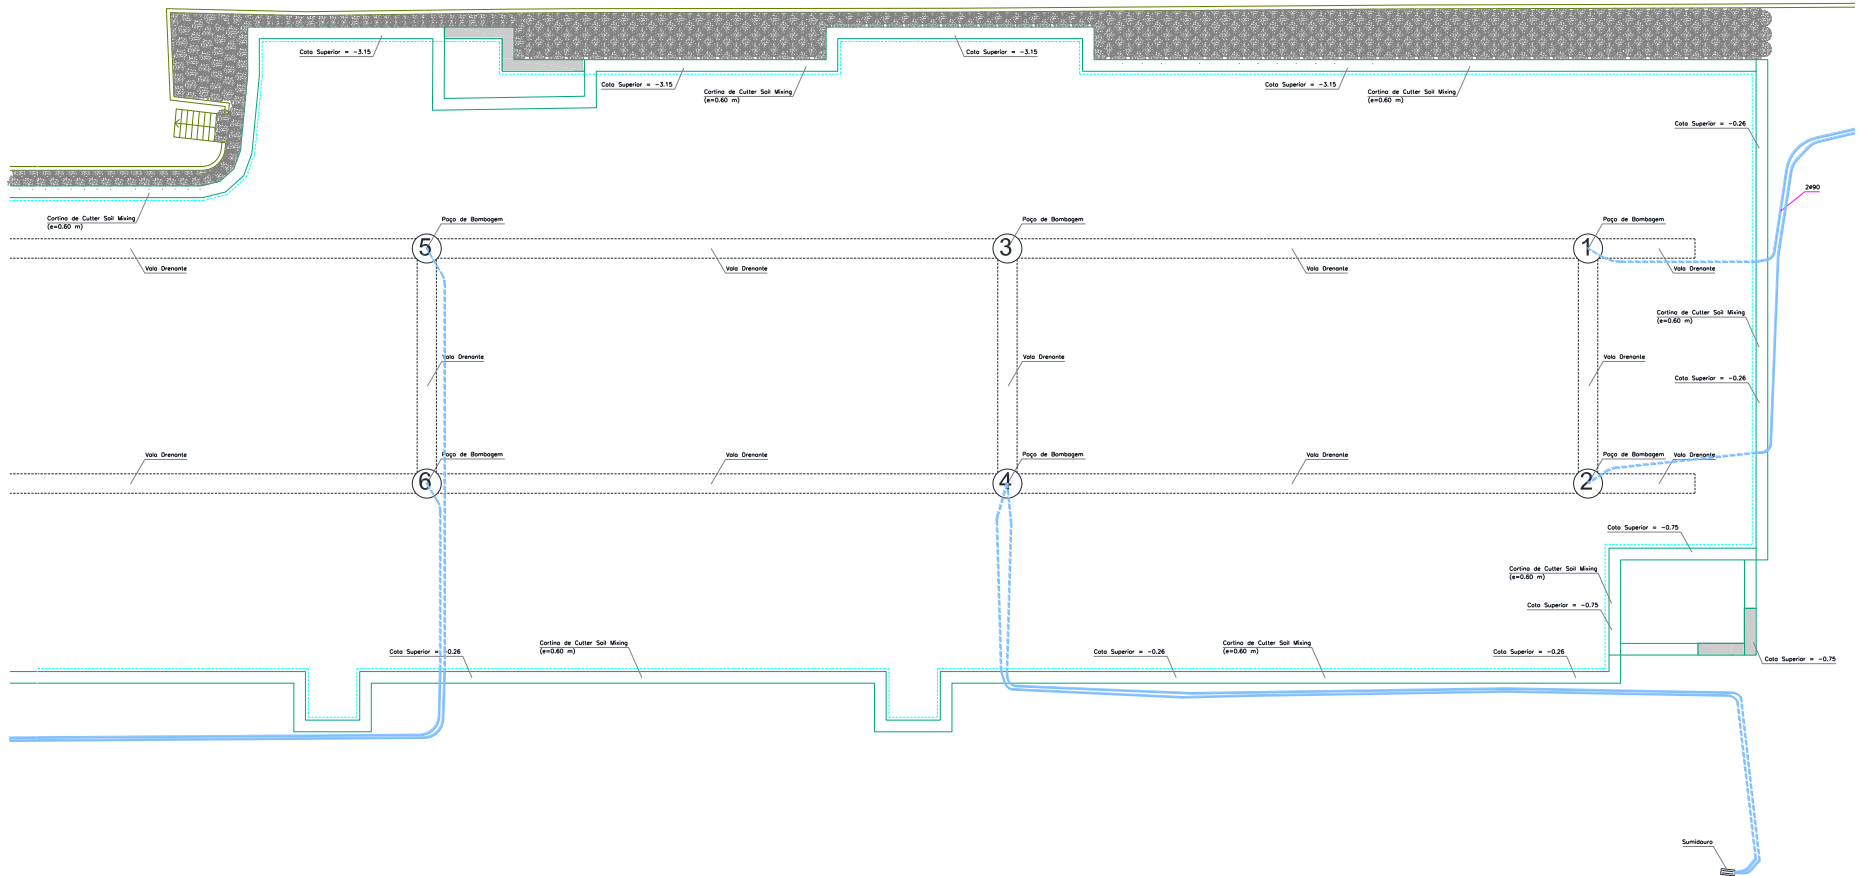 Cota Superior = -3.15
Cota Superior = -3.15
Cota Superior = -3.15
Cota Superior = -3.15
Cortina de Cutter Soil Mixing
(e=0.60 m)
Cortina de Cutter Soil Mixing
(e=0.60 m)
Cota Superior = -0.26
2ø90
Cortina de Cutter Soil Mixing
(e=0.60 m)
Poço de Bombagem
Poço de Bombagem
Poço de Bombagem
5
3
1
Vala Drenante
Vala Drenante
Vala Drenante
Vala Drenante
Cortina de Cutter Soil Mixing
(e=0.60 m)
Vala Drenante
Vala Drenante
Vala Drenante
Cota Superior = -0.26
Vala Drenante
Poço de Bombagem
Vala Drenante
Poço de Bombagem
Vala Drenante
Poço de Bombagem
Vala Drenante
6
4
2
Cota Superior = -0.75
Cortina de Cutter Soil Mixing
(e=0.60 m)
Cota Superior = -0.75
Cota Superior = -0.26
Cortina de Cutter Soil Mixing
(e=0.60 m)
Cota Superior = -0.26
Cortina de Cutter Soil Mixing
(e=0.60 m)
Cota Superior = -0.26
Cota Superior = -0.75
Sumidouro